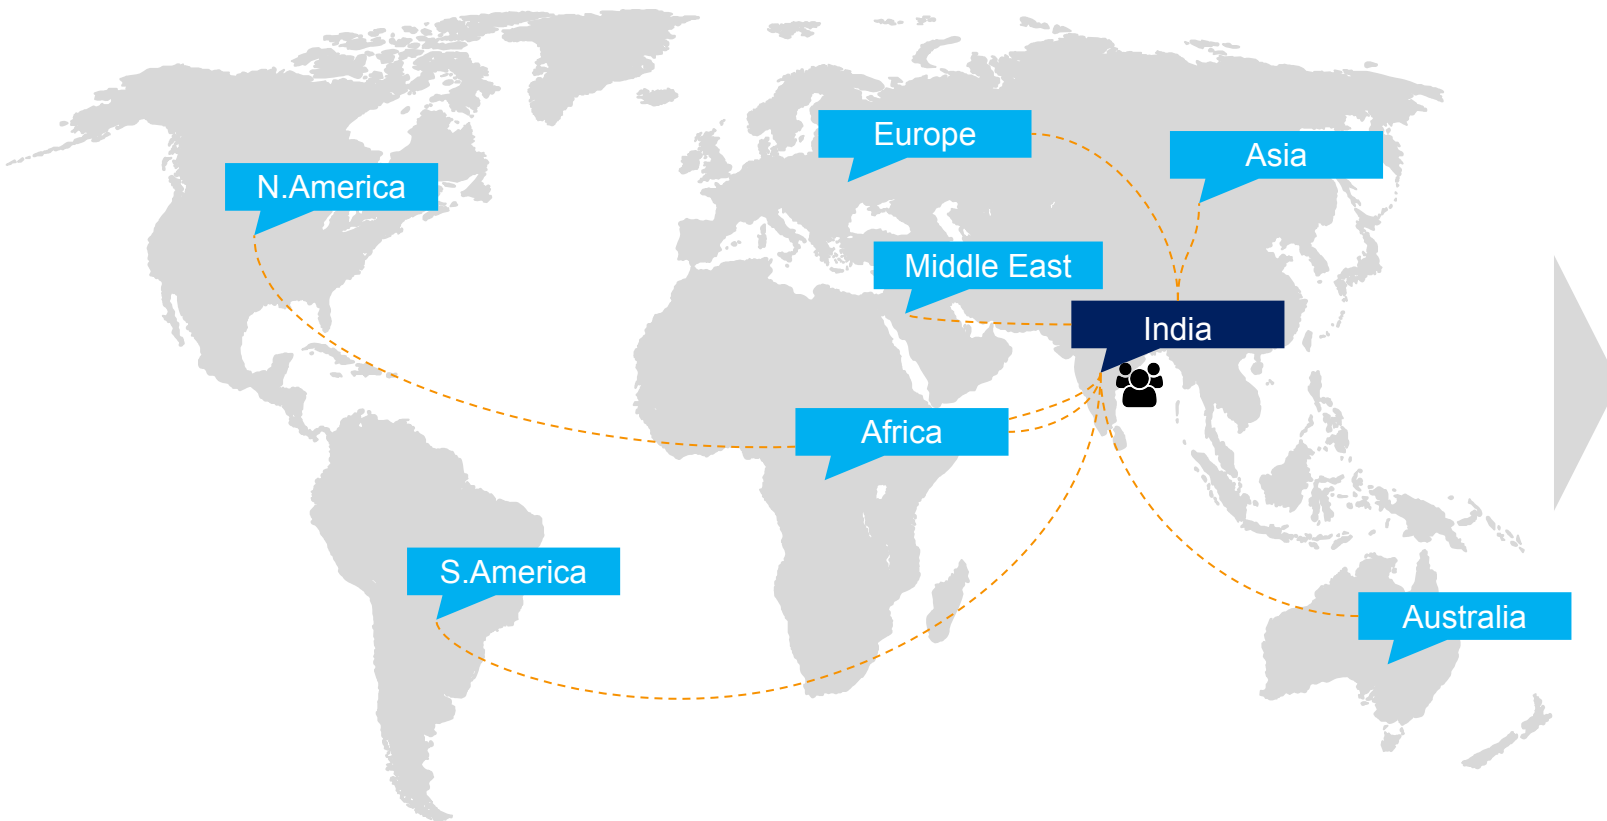 Europe
Asia
N.America
Middle East
India
Africa
S.America
Australia